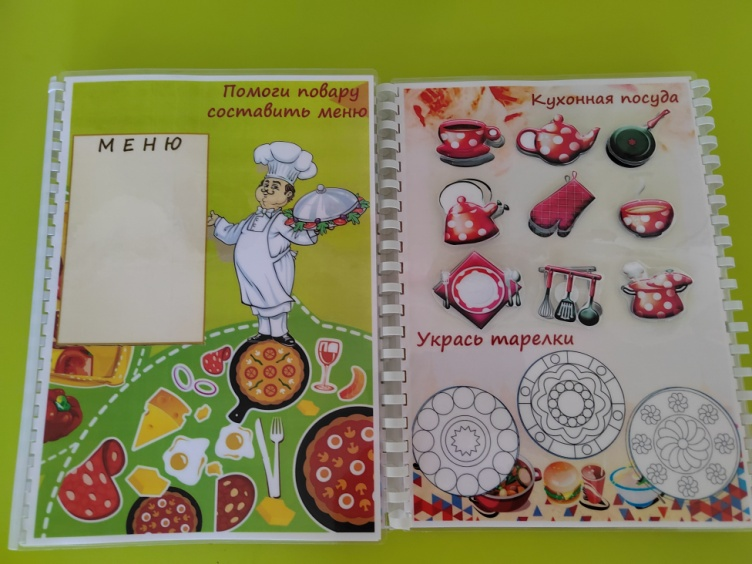 Помоги повару
составить меню
МЕНЮ
Кухонная посуда
Укрась тарелки